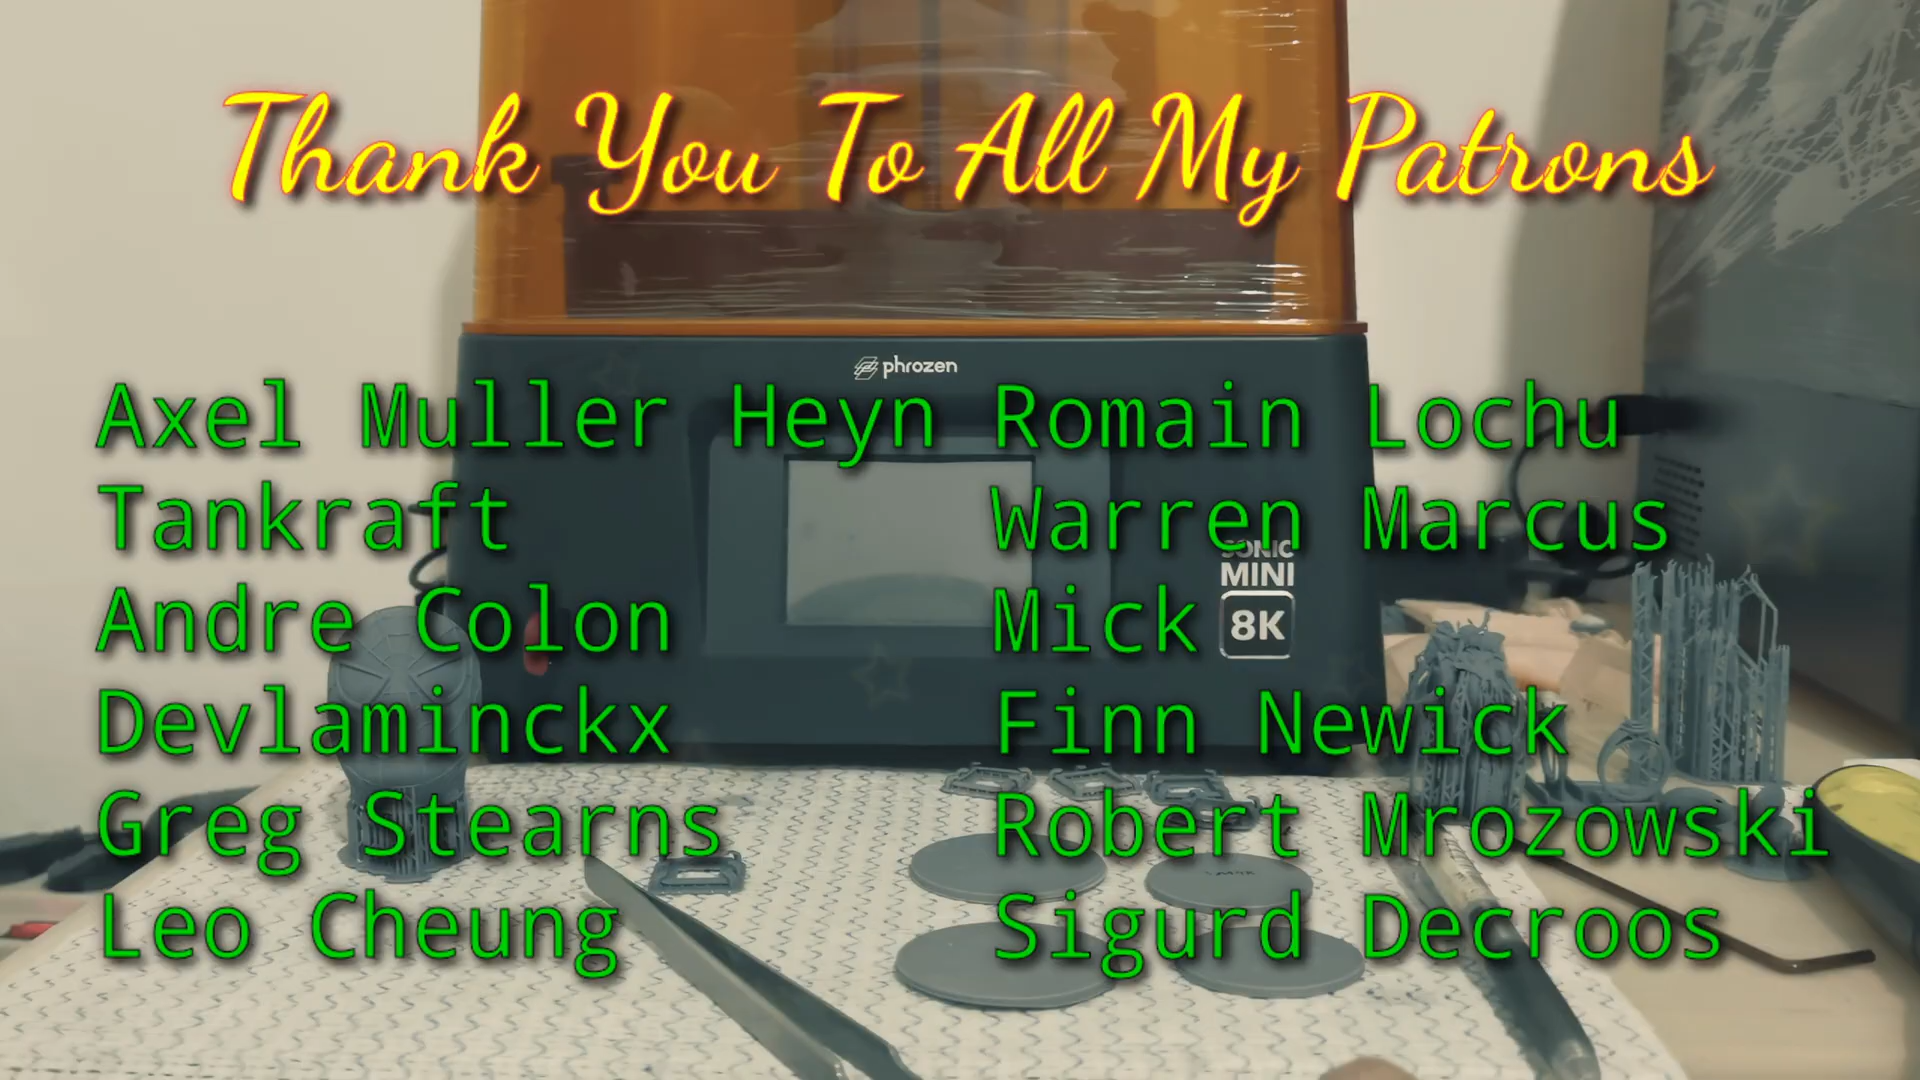 Thank You To All My Patrons
phrozen
Axel Muller Heyn Romain Lochu
Tankraft Warren Marcus
SONIC
MINI
8K
Andre Colon Mick
Devlaminckx Finn Newick
Greg Stearns Robert Mrozowski
Leo Cheung Sigurd Decroos